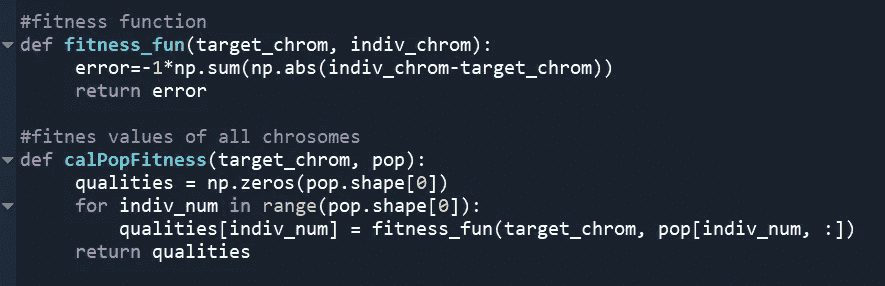 #fitness function
def fitness_fun(target_chrom, indiv_chrom):
error=-1*np.sum(np.abs(indiv_chrom-target_chrom))
return error
#fitnes values of all chrosomes
def calPopFitness(target_chrom, pop):
qualities = np.zeros(pop.shape[0])
for indiv_num in range(pop.shape[0]):
qualities[indiv_num] = fitness_fun(target_chrom, pop[indiv_num, :])
return qualities